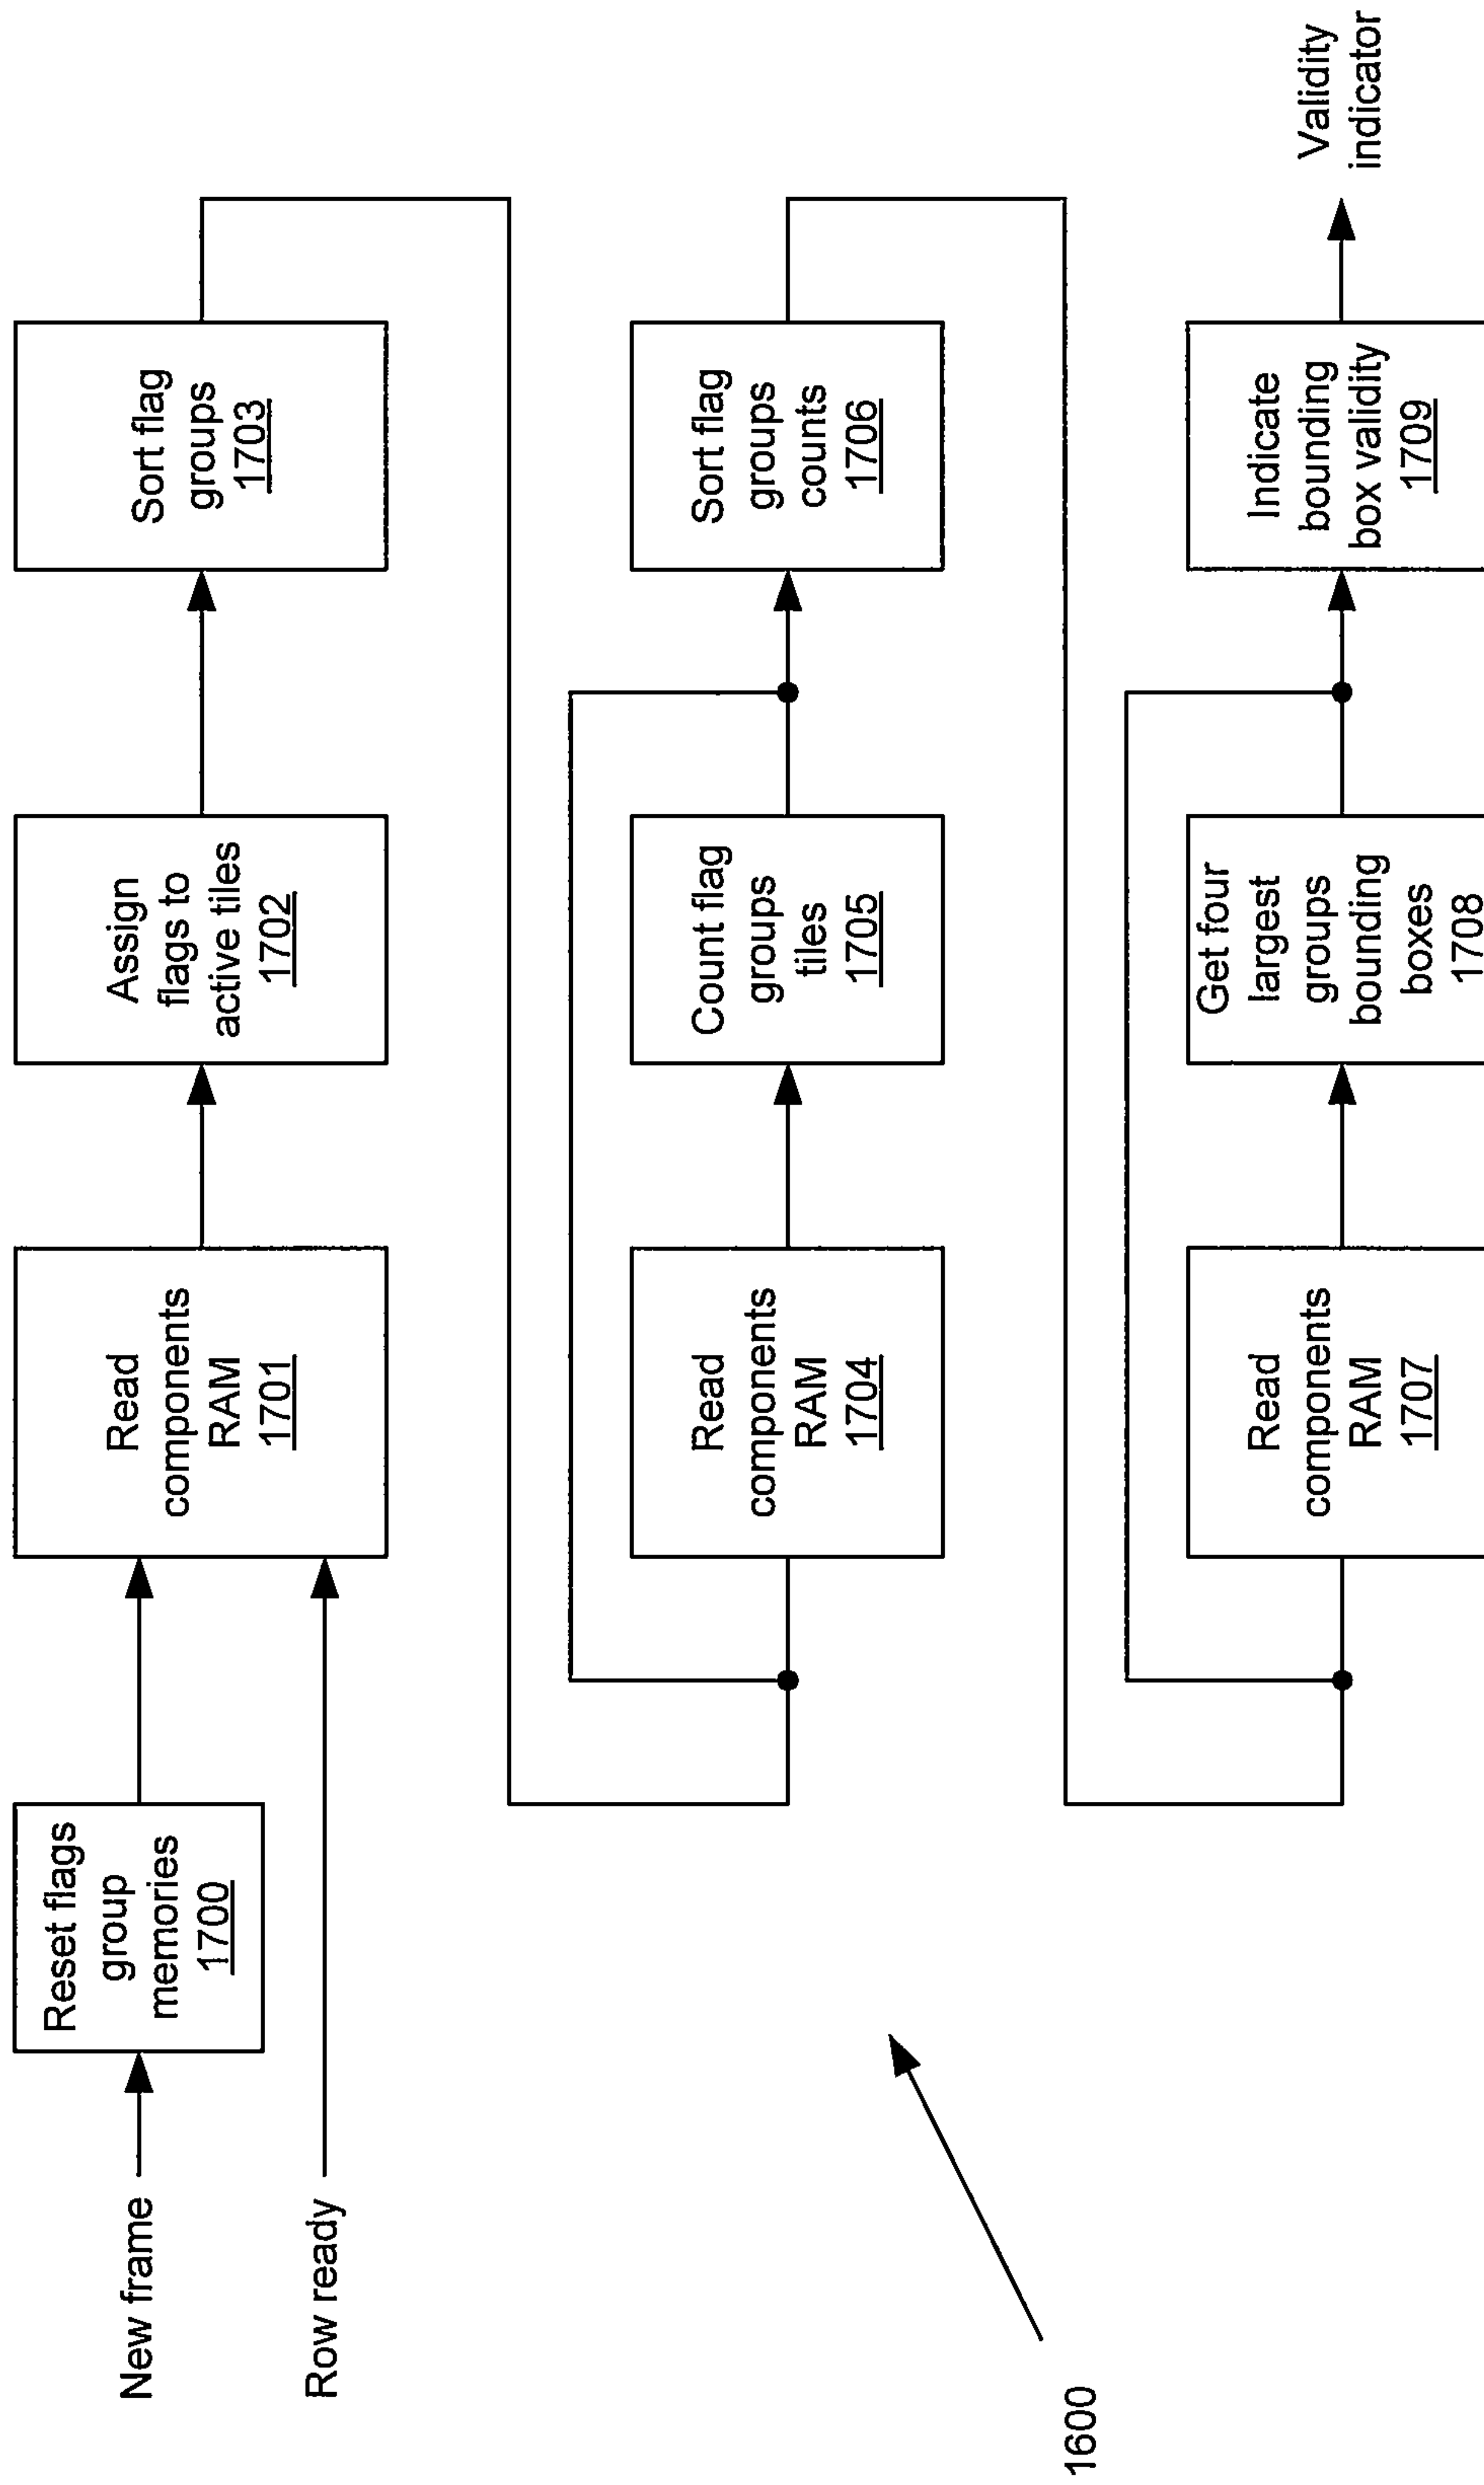 New frame
Reset flags
group
memories
1700
Row ready
Read
components
RAM
1701
Assign
flags to
active tiles
1702
Sort flag
groups
1703
Read
components
RAM
1704
Count flag
groups
tiles
1705
Sort flag
groups
counts
1706
Read
components
RAM
1707
Get four
largest
groups
bounding
boxes
1708
Indicate
bounding
box validity
1709
Validity
indicator
1600